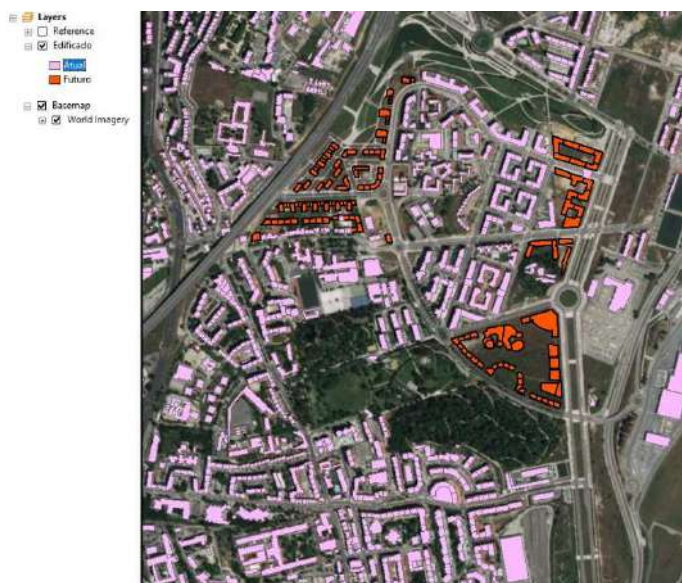 Layers
Reference
Edificado
Atual
Futuro
Basemap
World Imagery